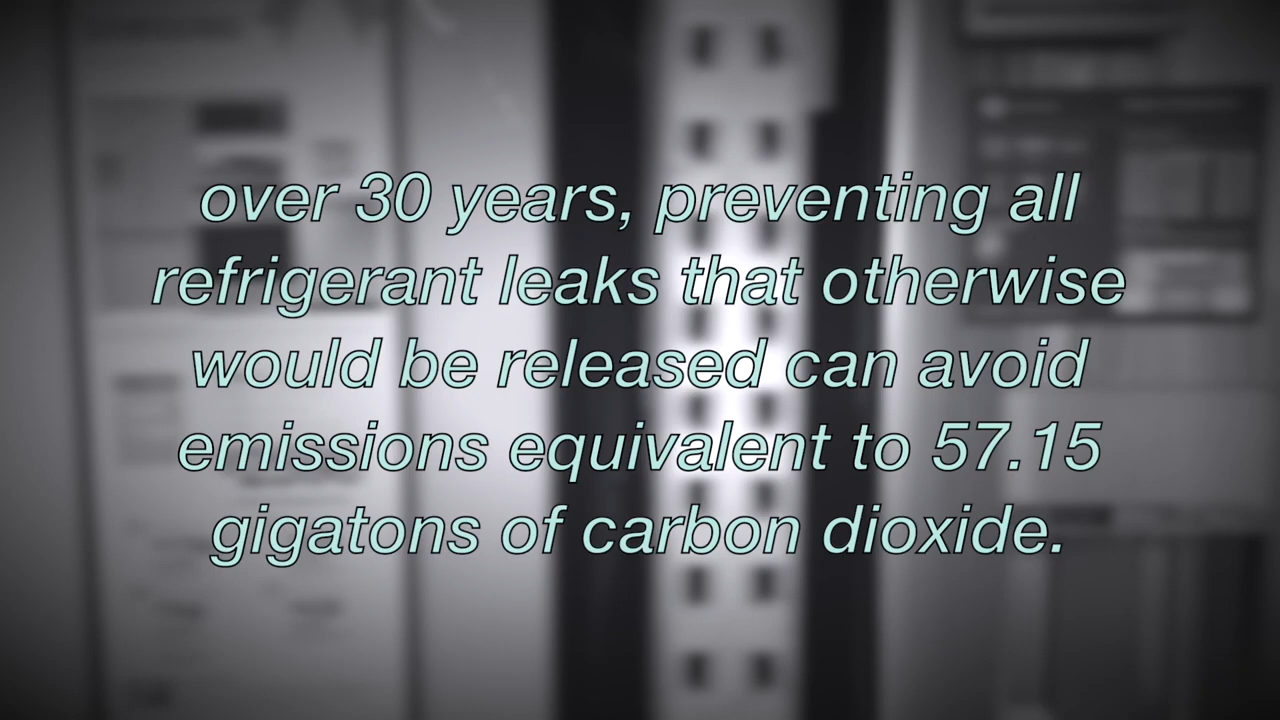 over 30 years, preventing all
refrigerant leaks that otherwise
would be released can avoid
emissions equivalent to 57.15
gigatons of carbon dioxide.